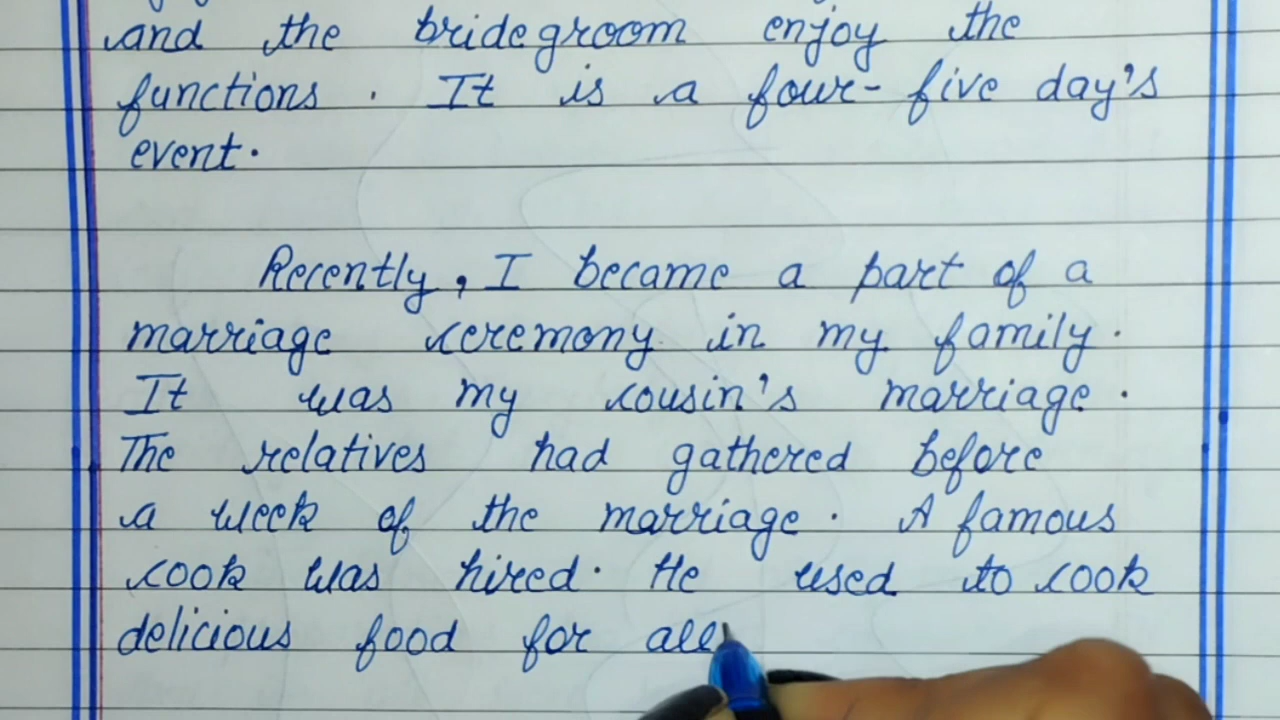 and the bridegroom enjoy the
functions. It is a four-five day's
event.
Recently, I became a part of a
marriage ceremony in my family.
It was my cousin's marriage.
The relatives had gathered before
a week of the marriage. A famous
cook was hired. He used to cook
delicious food for all